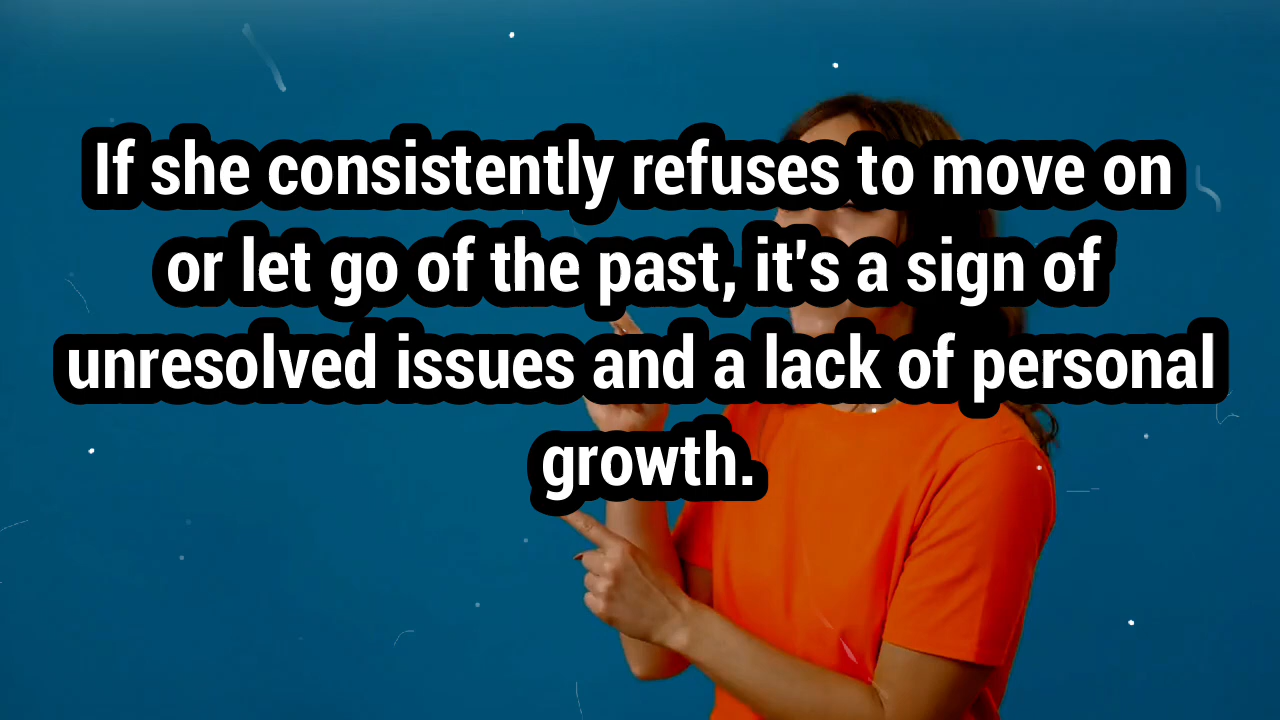 If she consistently refuses to move on
or let go of the past, it's a sign of
unresolved issues and a lack of personal
growth.